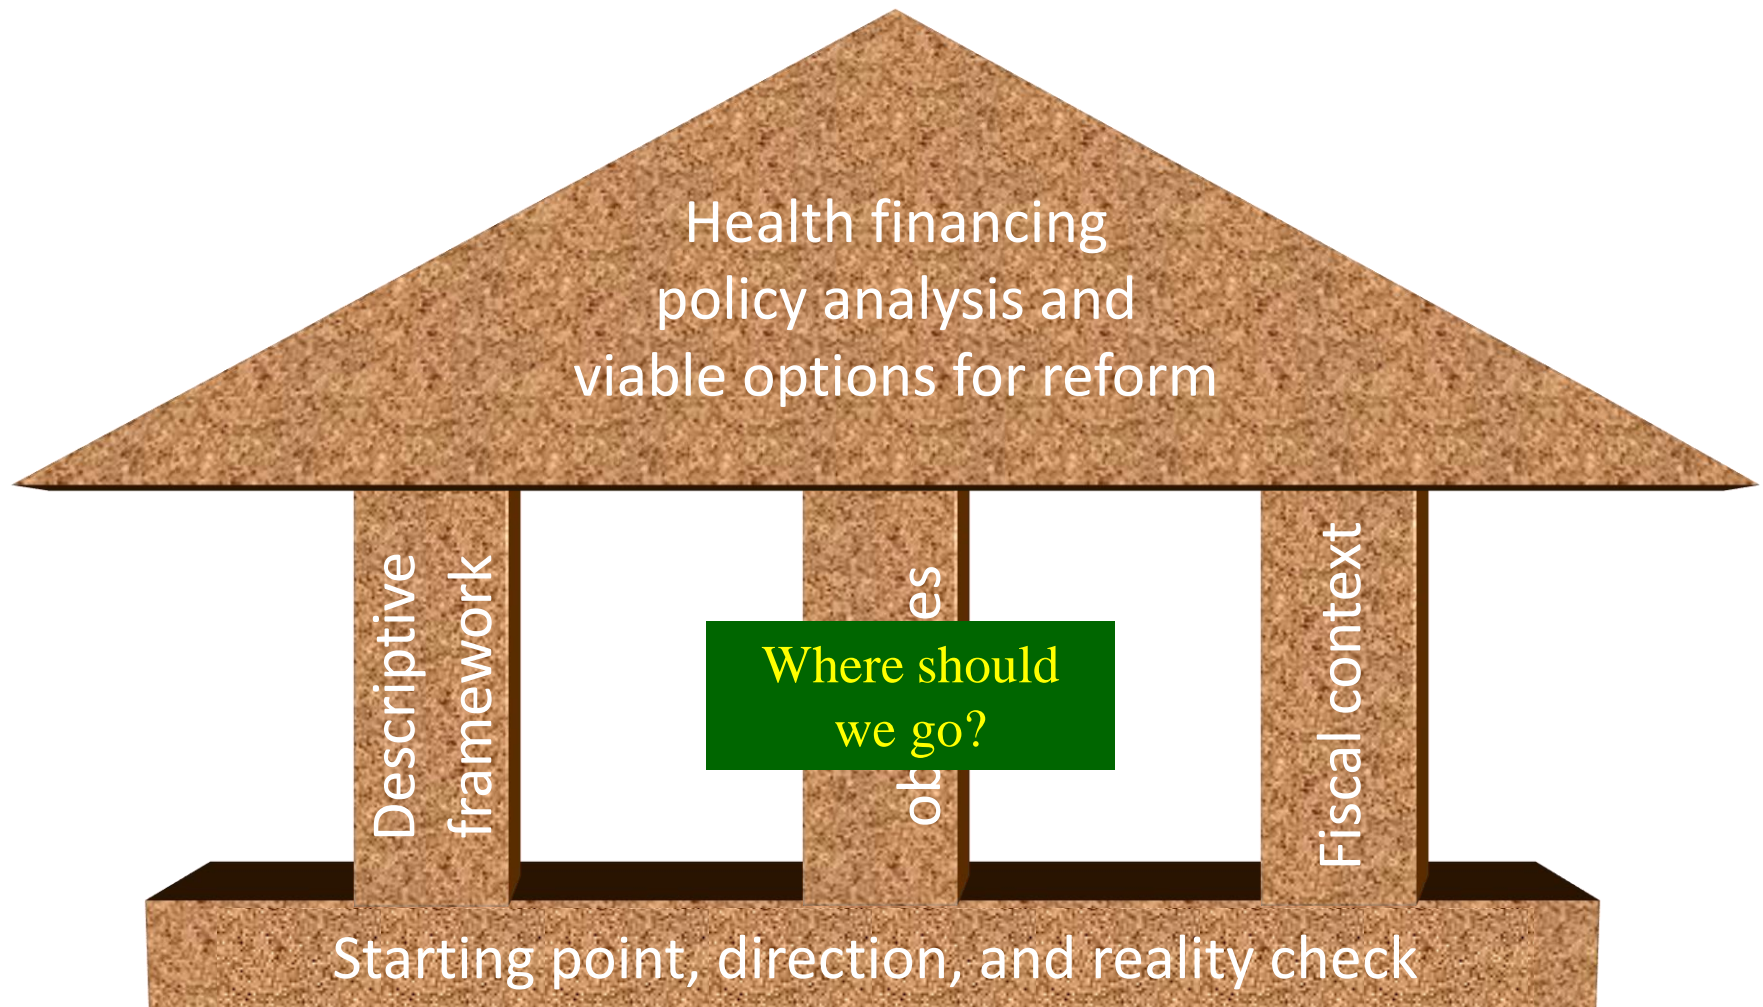 Health financing
policy analysis and
viable options for reform
Descriptive
framework
Where should
we go?
Fiscal context
Starting point, direction, and reality check